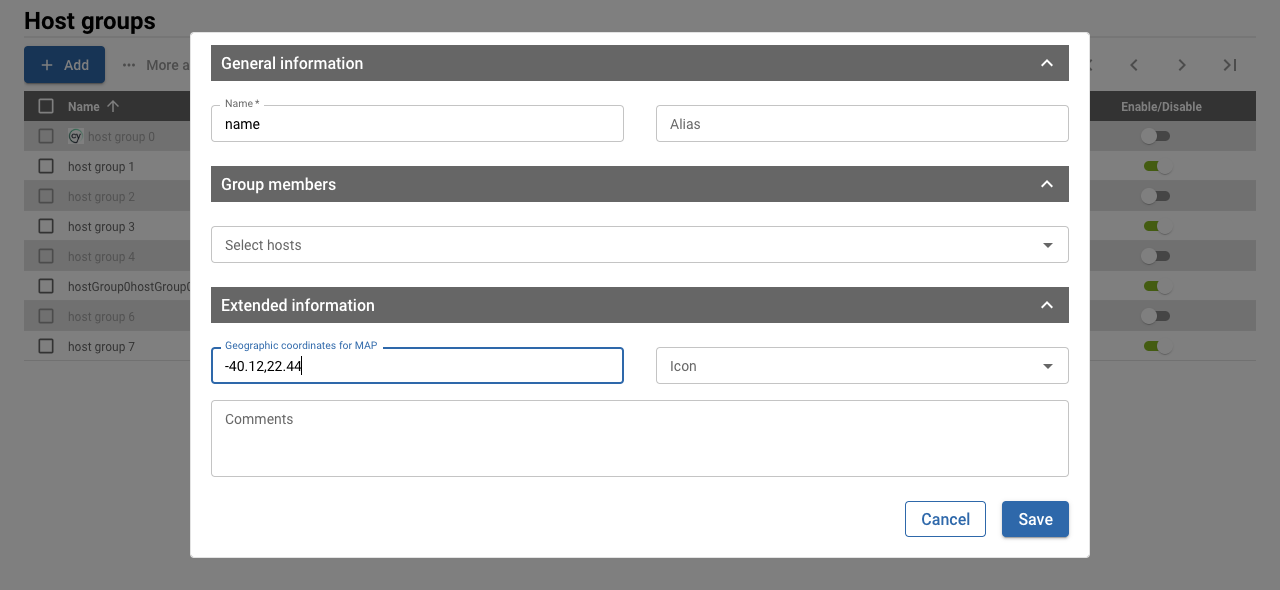 Host groups
Add
More a
Name
Enable/Disable
host group 0
host group 1
host group 2
host group 3
host group 4
hostGroup0hostGroup0
host group 6
host group 7
General information
Name *
name
Alias
Group members
Select hosts
Extended information
Geographic coordinates for MAP
-40.12,22.44
Icon
Comments
Cancel
Save